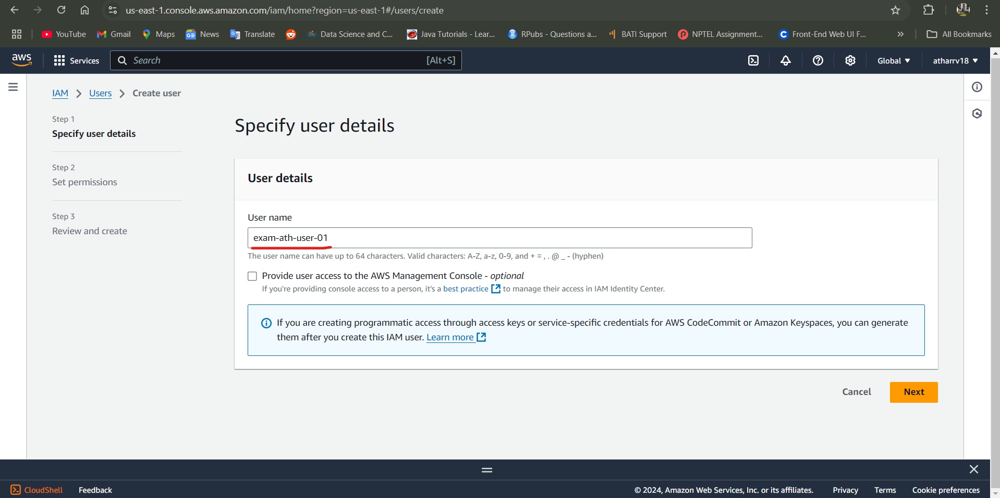 us-east-1.console.aws.amazon.com/iam/home?region=us-east-1#/users/create
YouTube Gmail Maps News Translate Data Science and C... Java Tutorials - Lear... RPubs - Questions a... BATI Support NPTEL Assignment... Front-End Web UI F... » All Bookmarks
aws Services Search [Alt+S] Global atharrv18
IAM > Users > Create user
Step 1
Specify user details
Step 2
Set permissions
Step 3
Review and create
Specify user details
User details
User name
exam-ath-user-01
The user name can have up to 64 characters. Valid characters: A-Z, a-z, 0-9, and + = , . @ _ - (hyphen)
Provide user access to the AWS Management Console - optional
If you're providing console access to a person, it's a best practice to manage their access in IAM Identity Center.
If you are creating programmatic access through access keys or service-specific credentials for AWS CodeCommit or Amazon Keyspaces, you can generate
them after you create this IAM user. Learn more
Cancel Next
CloudShell Feedback © 2024, Amazon Web Services, Inc. or its affiliates. Privacy Terms Cookie preferences